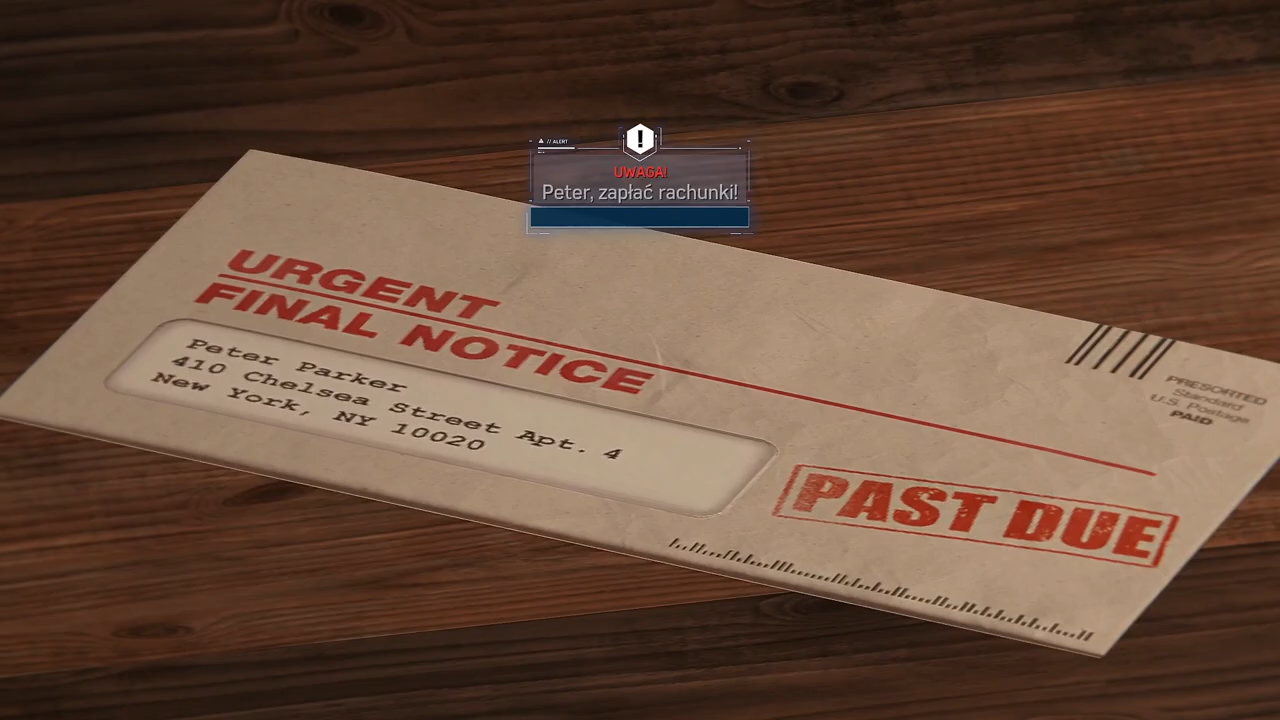 // ALERT
UWAGA!
Peter, zapłać rachunki!
URGENT
FINAL NOTICE
Peter Parker
410 Chelsea Street Apt. 4
New York, NY 10020
PRESORTED
Standard
U.S. Postage
PAID
PAST DUE